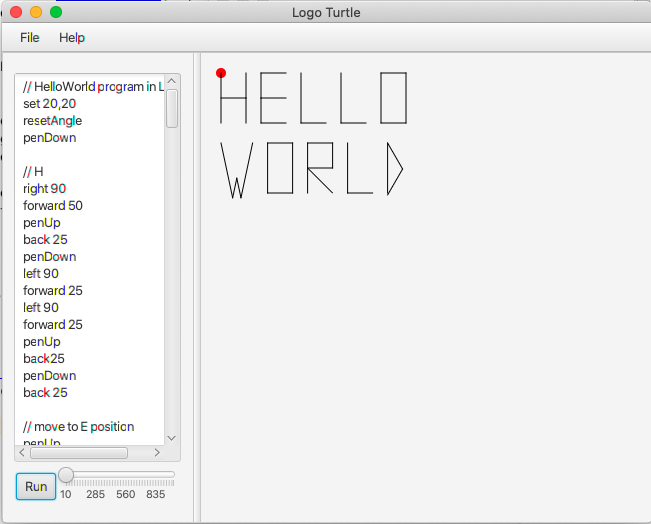 Logo Turtle
File Help
// HelloWorld program in L
set 20,20
resetAngle
penDown
// H
right 90
forward 50
penUp
back 25
penDown
left 90
forward 25
left 90
forward 25
penUp
back25
penDown
back 25
// move to E position
penUp
Run
10 285 560 835
HELLO
WORLD